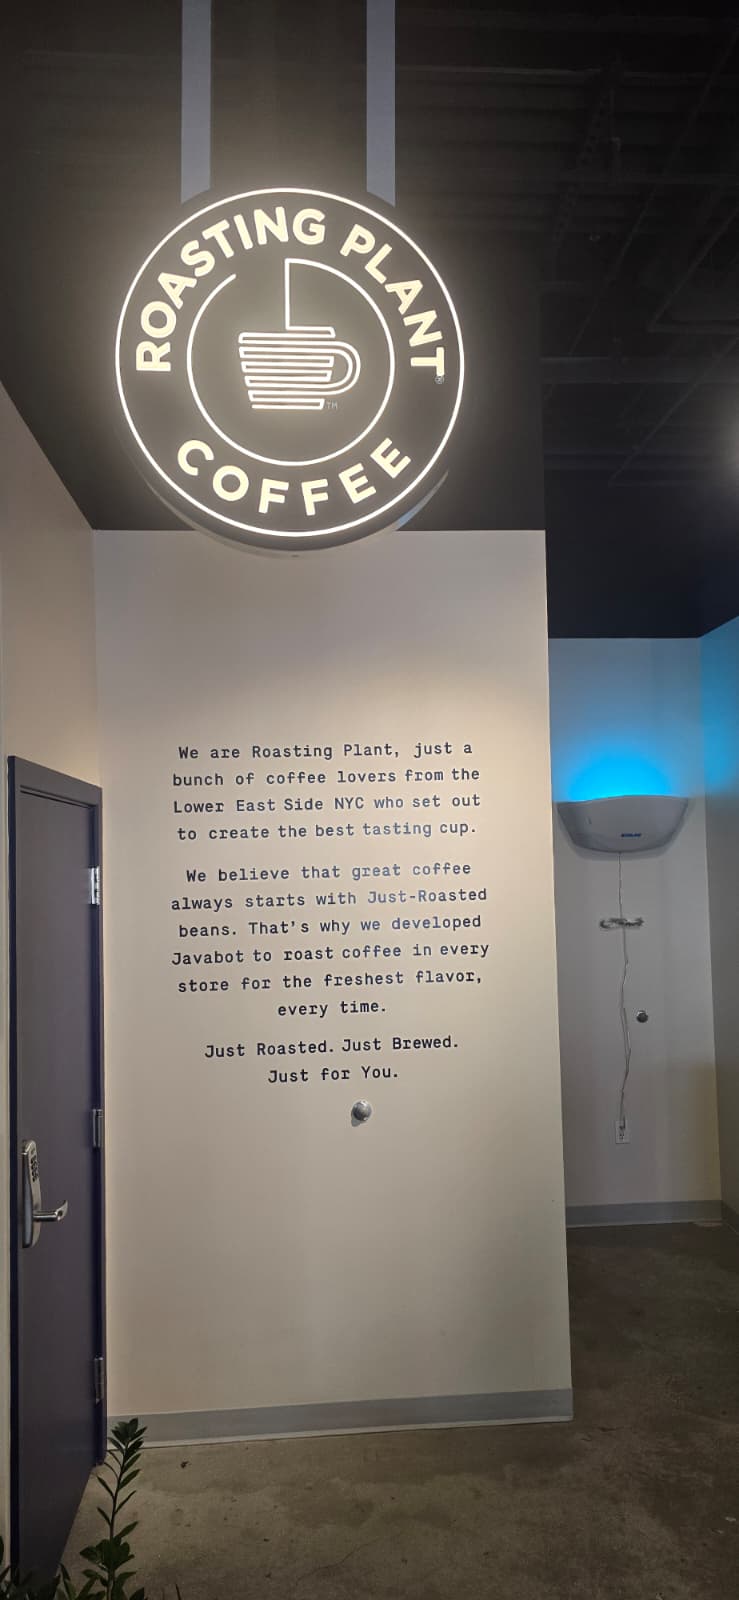 ROASTING PLANT®
TM
COFFEE
We are Roasting Plant, just a
bunch of coffee lovers from the
Lower East Side NYC who set out
to create the best tasting cup.
We believe that great coffee
always starts with Just-Roasted
beans. That's why we developed
Javabot to roast coffee in every
store for the freshest flavor,
every time.
Just Roasted. Just Brewed.
Just for You.